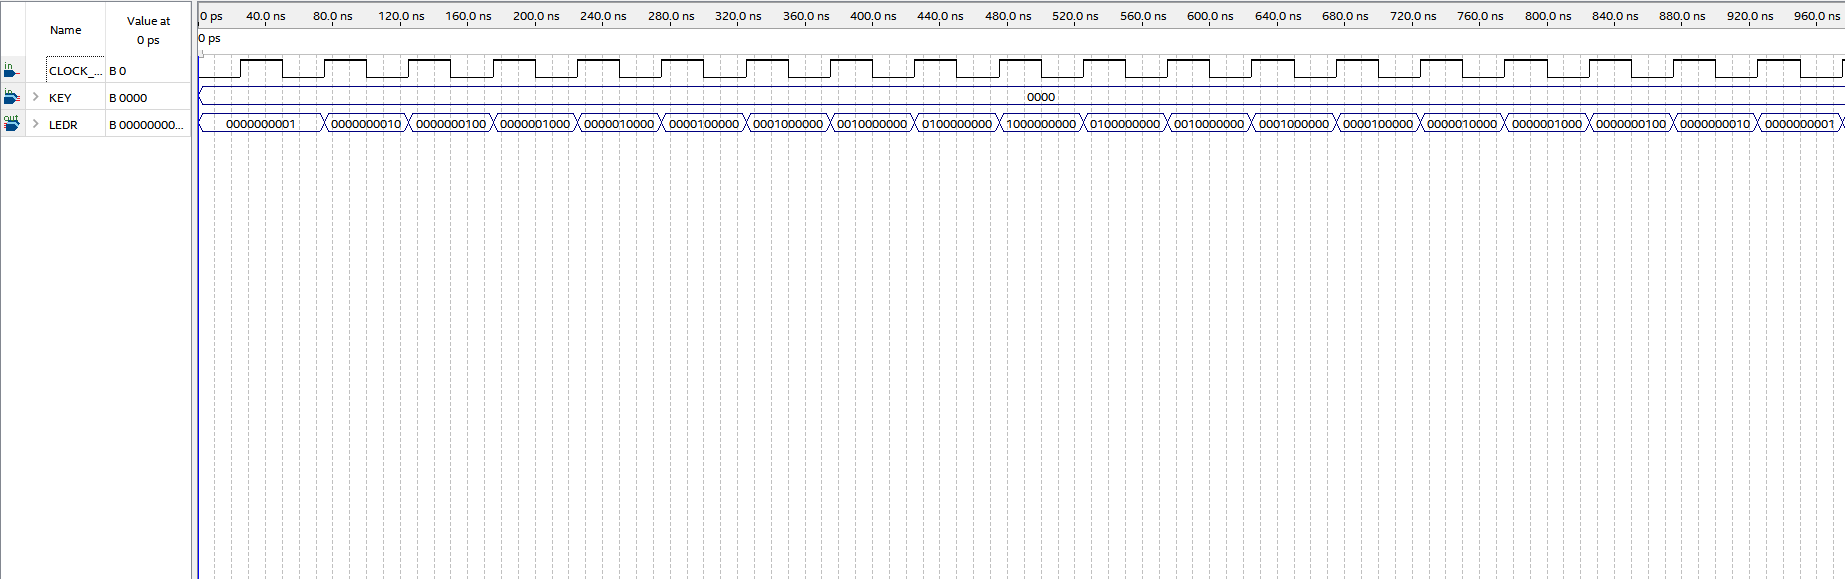 Name Value at 0 ps
0 ps 40.0 ns 80.0 ns 120.0 ns 160.0 ns 200.0 ns 240.0 ns 280.0 ns 320.0 ns 360.0 ns 400.0 ns 440.0 ns 480.0 ns 520.0 ns 560.0 ns 600.0 ns 640.0 ns 680.0 ns 720.0 ns 760.0 ns 800.0 ns 840.0 ns 880.0 ns 920.0 ns 960.0 ns
0 ps
in CLOCK_... B 0
in KEY B 0000 0000
out LEDR B 00000000... 0000000001 0000000010 0000000100 0000001000 0000010000 0000100000 0001000000 0010000000 0100000000 1000000000 0100000000 0010000000 0001000000 0000100000 0000010000 0000001000 0000000100 0000000010 0000000001